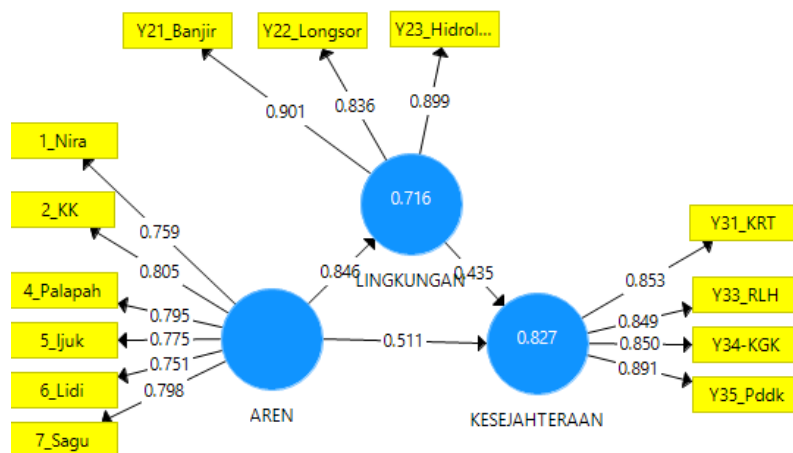 Y21_Banjir
Y22_Longsor
Y23_Hidrol...
0.901
0.836
0.899
1_Nira
2_KK
4_Palapah
5_Ijuk
6_Lidi
7_Sagu
0.759
0.805
0.795
0.775
0.751
0.798
AREN
0.846
0.716
LINGKUNGAN
0.435
0.511
0.827
KESEJAHTERAAN
0.853
0.849
0.850
0.891
Y31_KRT
Y33_RLH
Y34-KGK
Y35_Pddk